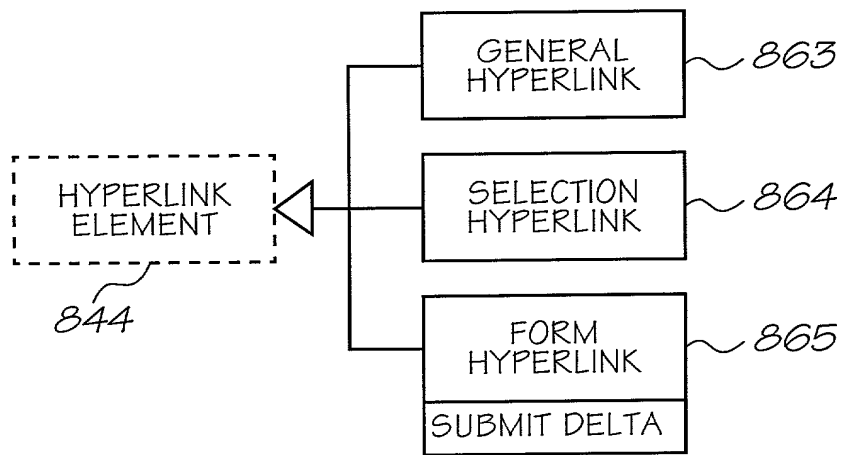 GENERAL
HYPERLINK
863
HYPERLINK
ELEMENT
844
SELECTION
HYPERLINK
864
FORM
HYPERLINK
865
SUBMIT DELTA